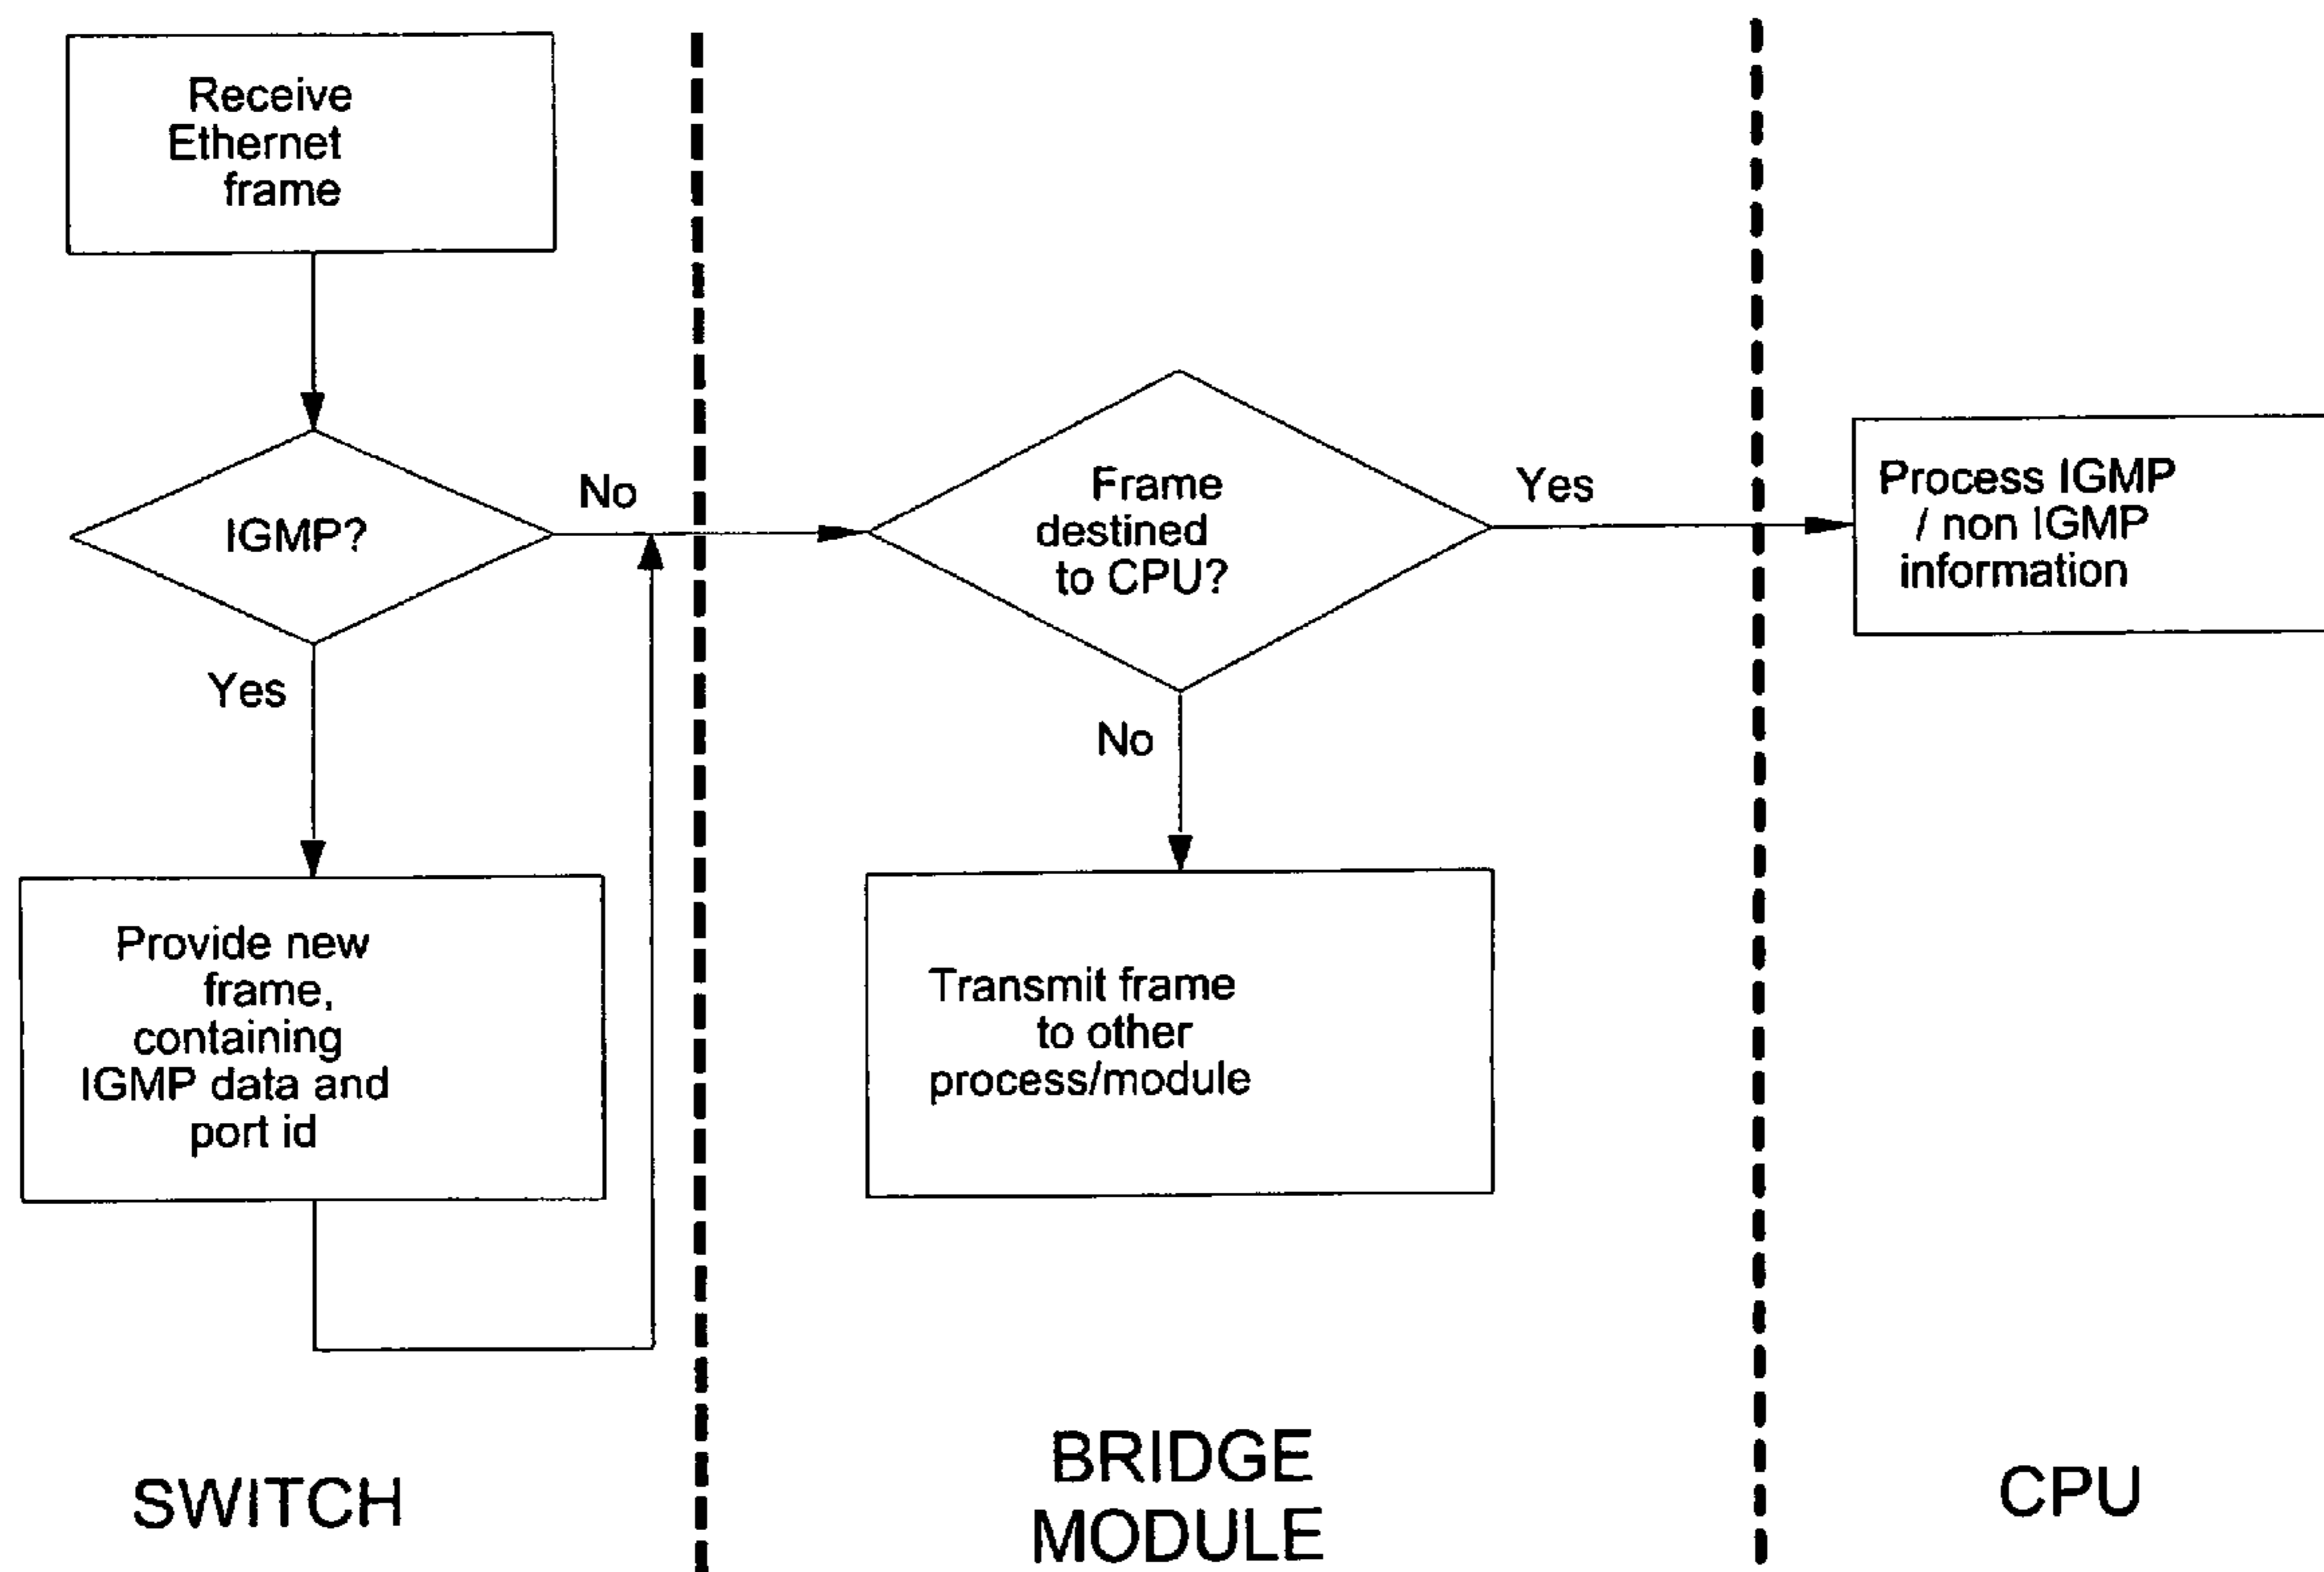 Receive
Ethernet
frame
IGMP?
No
Yes
Provide new
frame,
containing
IGMP data and
port id
SWITCH
Frame
destined
to CPU?
Yes
No
Transmit frame
to other
process/module
BRIDGE
MODULE
Process IGMP
/ non IGMP
information
CPU